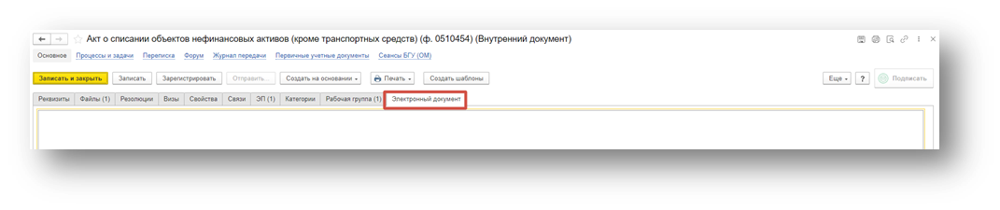 Акт о списании объектов нефинансовых активов (кроме транспортных средств) (ф. 0510454) (Внутренний документ)
Основное Процессы и задачи Переписка Форум Журнал передачи Первичные учетные документы Сеансы БГУ (ОМ)
Записать и закрыть Записать Зарегистрировать Отправить... Создать на основании Печать Создать шаблоны Еще ? Подписать
Реквизиты Файлы (1) Резолюции Визы Свойства Связи ЭП (1) Категории Рабочая группа (1) Электронный документ